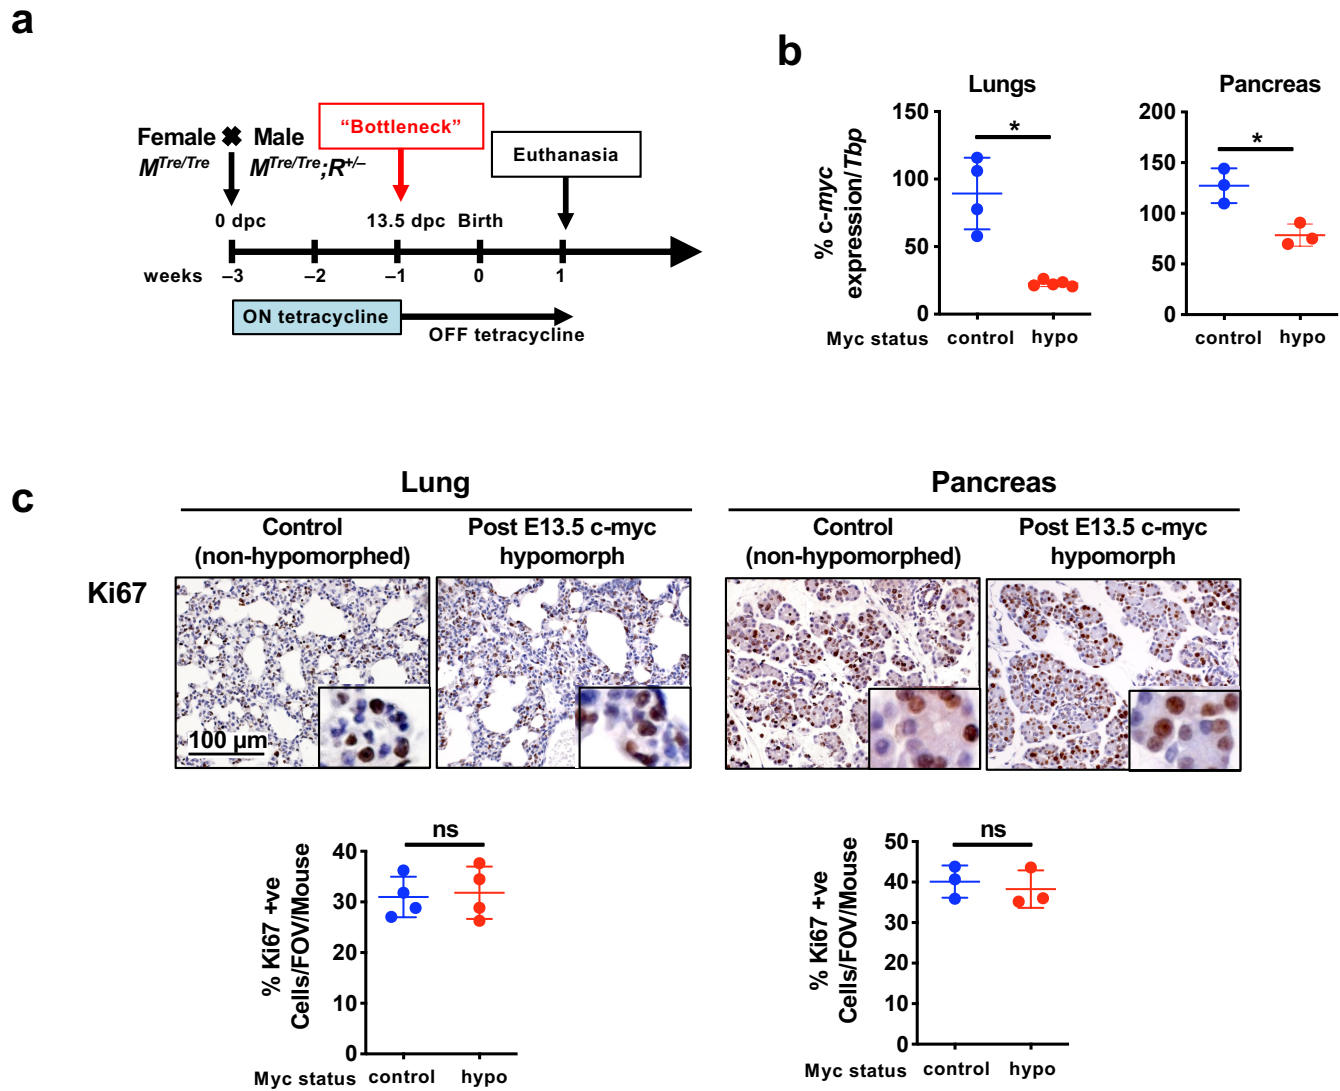 a
Female ✖ Male
M^Tre/Tre M^Tre/Tre;R^+/–
“Bottleneck”
Euthanasia
0 dpc 13.5 dpc Birth
weeks –3 –2 –1 0 1
ON tetracycline
OFF tetracycline
b
Lungs
% c-myc
expression/Tbp
150
100
50
0
*
Myc status control hypo
Pancreas
200
150
100
50
0
*
control hypo
c
Lung
Control
(non-hypomorphed)
Post E13.5 c-myc
hypomorph
Pancreas
Control
(non-hypomorphed)
Post E13.5 c-myc
hypomorph
Ki67
100 µm
% Ki67 +ve
Cells/FOV/Mouse
40
30
20
10
0
ns
Myc status control hypo
% Ki67 +ve
Cells/FOV/Mouse
50
40
30
20
10
0
ns
Myc status control hypo